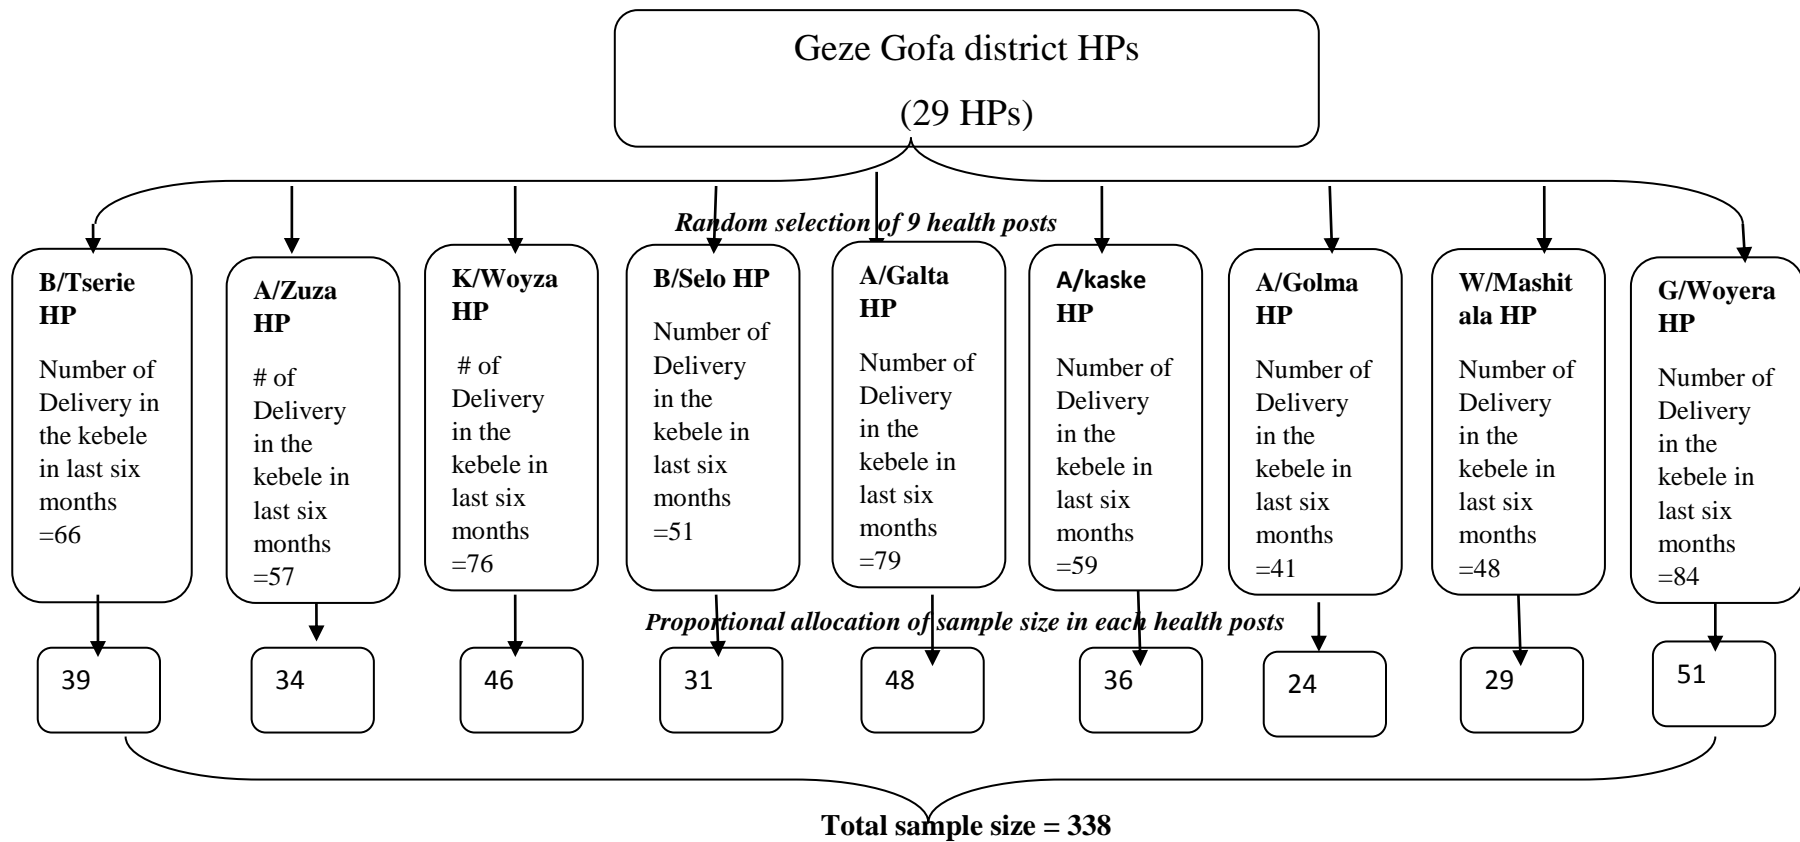 Geze Gofa district HPs
(29 HPs)
Random selection of 9 health posts
B/Tserie
HP
Number of
Delivery in
the kebele
in last six
months
=66
A/Zuza
HP
# of
Delivery
in the
kebele in
last six
months
=57
K/Woyza
HP
# of
Delivery
in the
kebele in
last six
months
=76
B/Selo HP
Number of
Delivery
in the
kebele in
last six
months
=51
A/Galta
HP
Number of
Delivery
in the
kebele in
last six
months
=79
A/kaske
HP
Number of
Delivery
in the
kebele in
last six
months
=59
A/Golma
HP
Number of
Delivery
in the
kebele in
last six
months
=41
W/Mashit
ala HP
Number of
Delivery
in the
kebele in
last six
months
=48
G/Woyera
HP
Number of
Delivery
in the
kebele in
last six
months
=84
Proportional allocation of sample size in each health posts
39
34
46
31
48
36
24
29
51
Total sample size = 338